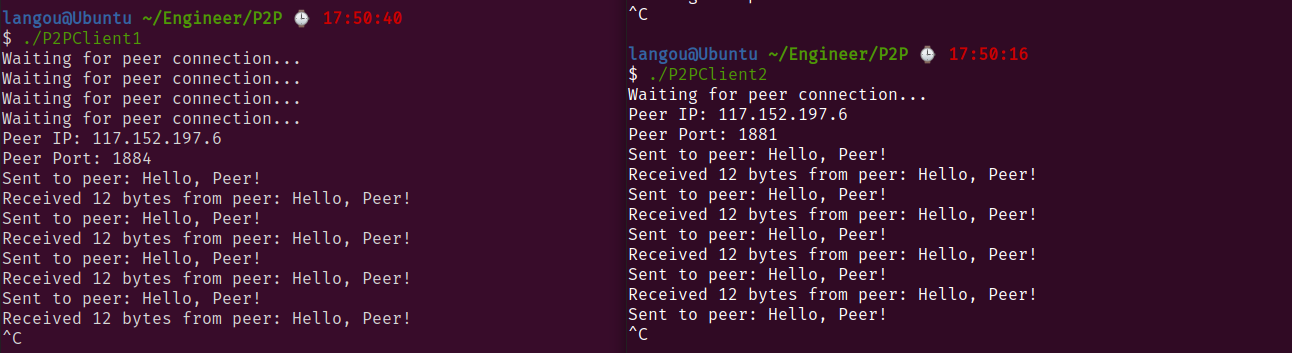 langou@Ubuntu ~/Engineer/P2P ⌚ 17:50:40
$ ./P2PClient1
Waiting for peer connection...
Waiting for peer connection...
Waiting for peer connection...
Waiting for peer connection...
Peer IP: 117.152.197.6
Peer Port: 1884
Sent to peer: Hello, Peer!
Received 12 bytes from peer: Hello, Peer!
Sent to peer: Hello, Peer!
Received 12 bytes from peer: Hello, Peer!
Sent to peer: Hello, Peer!
Received 12 bytes from peer: Hello, Peer!
Sent to peer: Hello, Peer!
Received 12 bytes from peer: Hello, Peer!
^C
^C
langou@Ubuntu ~/Engineer/P2P ⌚ 17:50:16
$ ./P2PClient2
Waiting for peer connection...
Peer IP: 117.152.197.6
Peer Port: 1881
Sent to peer: Hello, Peer!
Received 12 bytes from peer: Hello, Peer!
Sent to peer: Hello, Peer!
Received 12 bytes from peer: Hello, Peer!
Sent to peer: Hello, Peer!
Received 12 bytes from peer: Hello, Peer!
Sent to peer: Hello, Peer!
Received 12 bytes from peer: Hello, Peer!
Sent to peer: Hello, Peer!
^C